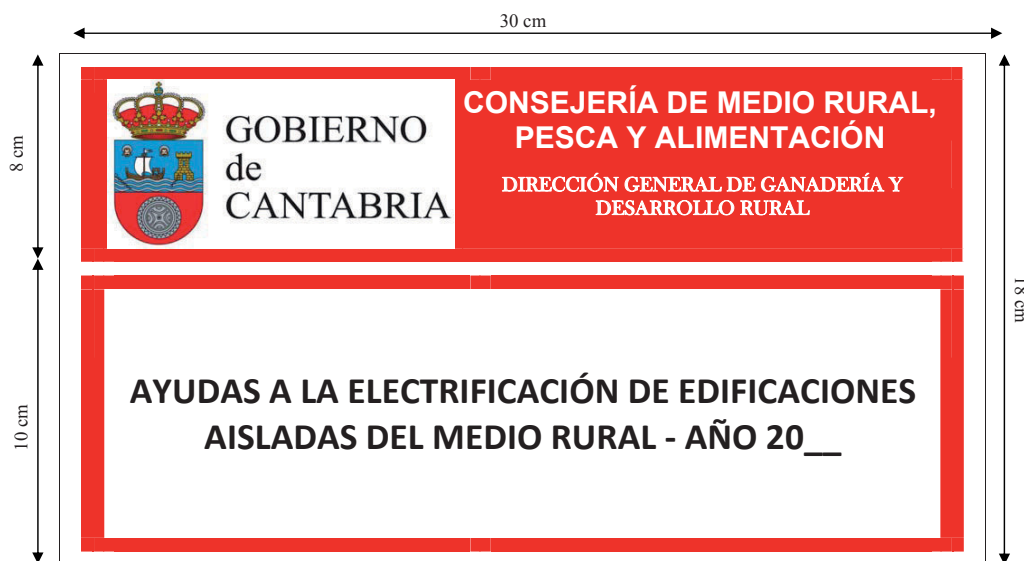 30 cm
8 cm
GOBIERNO
de
CANTABRIA
CONSEJERÍA DE MEDIO RURAL,
PESCA Y ALIMENTACIÓN
DIRECCIÓN GENERAL DE GANADERÍA Y
DESARROLLO RURAL
18 cm
10 cm
AYUDAS A LA ELECTRIFICACIÓN DE EDIFICACIONES
AISLADAS DEL MEDIO RURAL - AÑO 20__